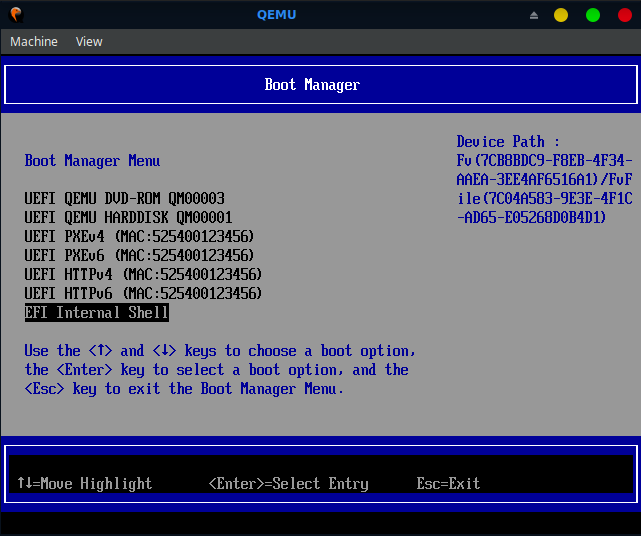 QEMU
Machine View
Boot Manager
Device Path :
Fv(7CB8BDC9-F8EB-4F34-
AAEA-3EE4AF6516A1)/FvF
ile(7C04A583-9E3E-4F1C
-AD65-E05268D0B4D1)
Boot Manager Menu
UEFI QEMU DVD-ROM QM00003
UEFI QEMU HARDDISK QM00001
UEFI PXEv4 (MAC:525400123456)
UEFI PXEv6 (MAC:525400123456)
UEFI HTTPv4 (MAC:525400123456)
UEFI HTTPv6 (MAC:525400123456)
EFI Internal Shell
Use the <↑> and <↓> keys to choose a boot option,
the <Enter> key to select a boot option, and the
<Esc> key to exit the Boot Manager Menu.
↑↓=Move Highlight <Enter>=Select Entry Esc=Exit